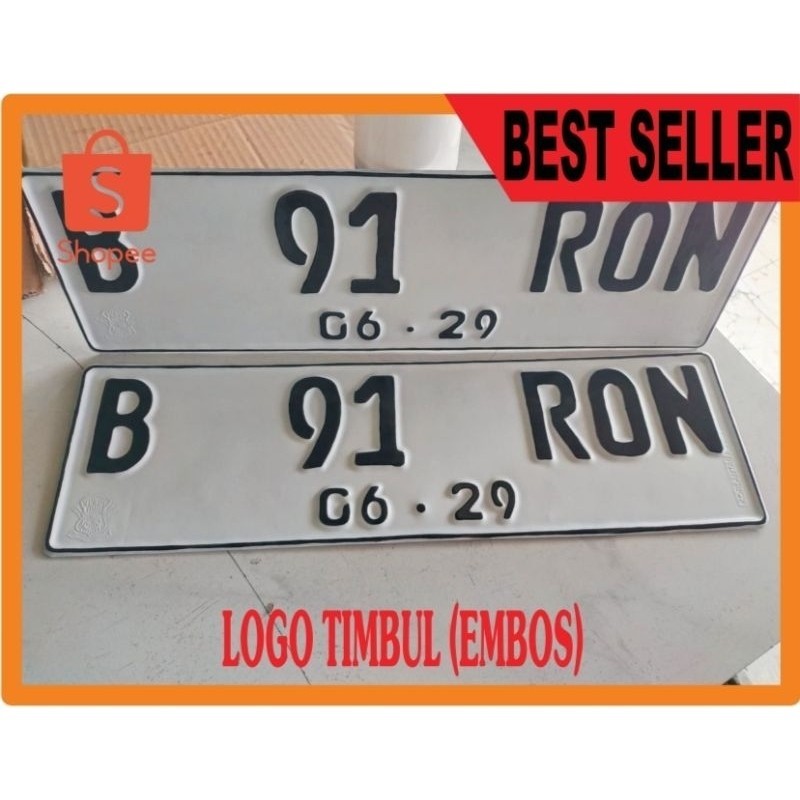 BEST SELLER
S
Shopee
B 91 RON
06 · 29
B 91 RON
06 · 29
LOGO TIMBUL (EMBOS)